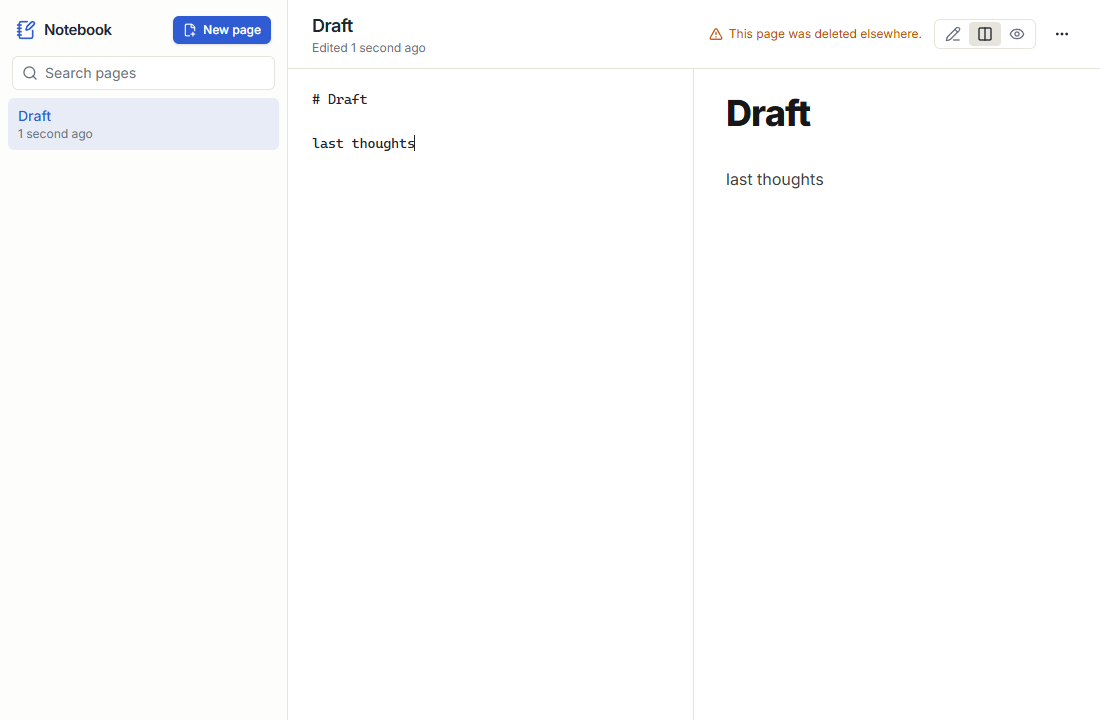 Notebook
New page
Search pages
Draft
1 second ago
Draft
Edited 1 second ago
This page was deleted elsewhere.
# Draft
last thoughts
Draft
last thoughts